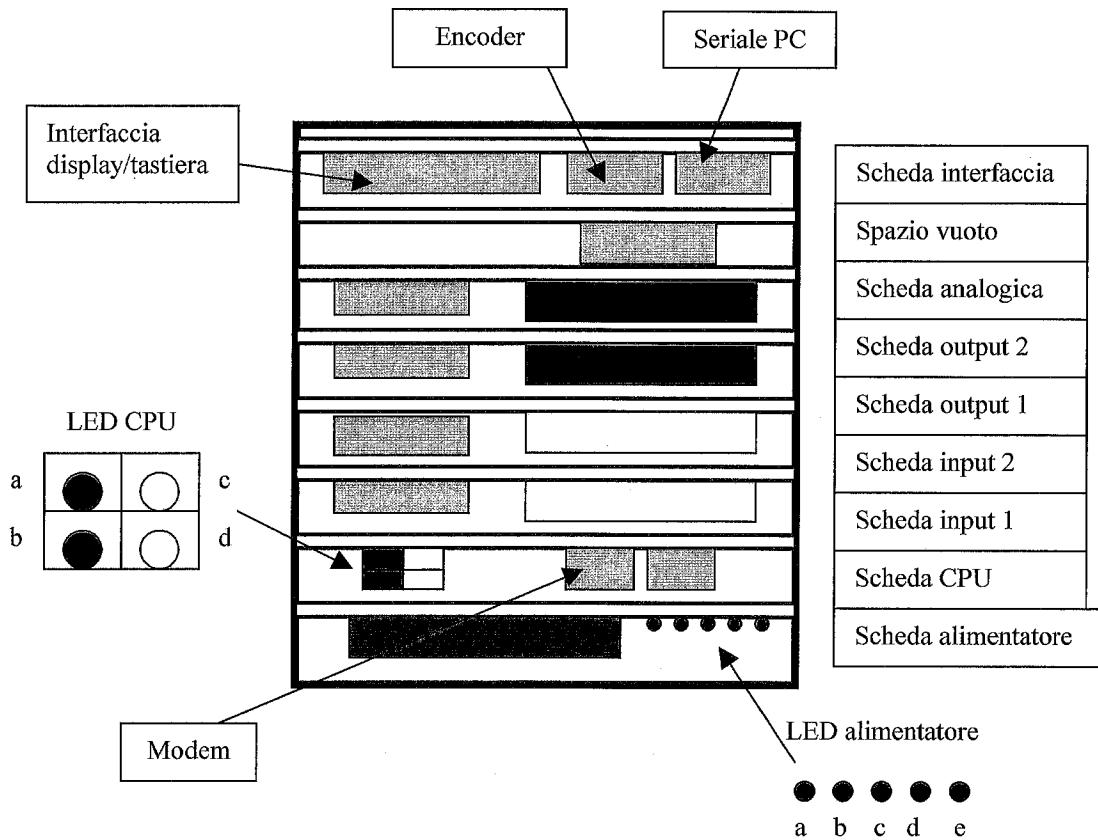 Encoder
Seriale PC
Interfaccia
display/tastiera
Scheda interfaccia
Spazio vuoto
Scheda analogica
Scheda output 2
Scheda output 1
Scheda input 2
Scheda input 1
Scheda CPU
Scheda alimentatore
LED CPU
a
c
b
d
Modem
LED alimentatore
a b c d e